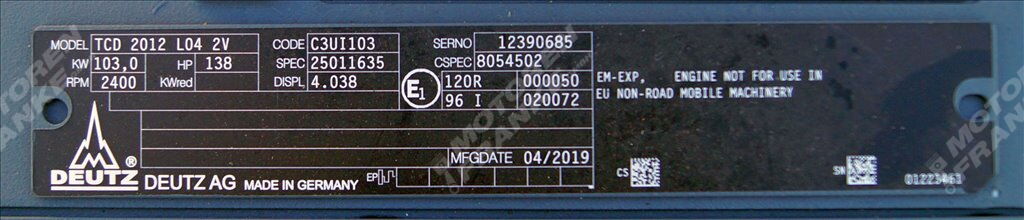 MODEL TCD 2012 L04 2V CODE C3UI103 SERNO 12390685
KW 103,0 HP 138 SPEC 25011635 CSPEC 8054502
RPM 2400 KWred DISPL 4.038 E1 120R 000050
96 I 020072
EM-EXP, ENGINE NOT FOR USE IN
EU NON-ROAD MOBILE MACHINERY
MFGDATE 04/2019
DEUTZ ® DEUTZ AG MADE IN GERMANY EP
CS SN
MOTOREN
FRANKEN